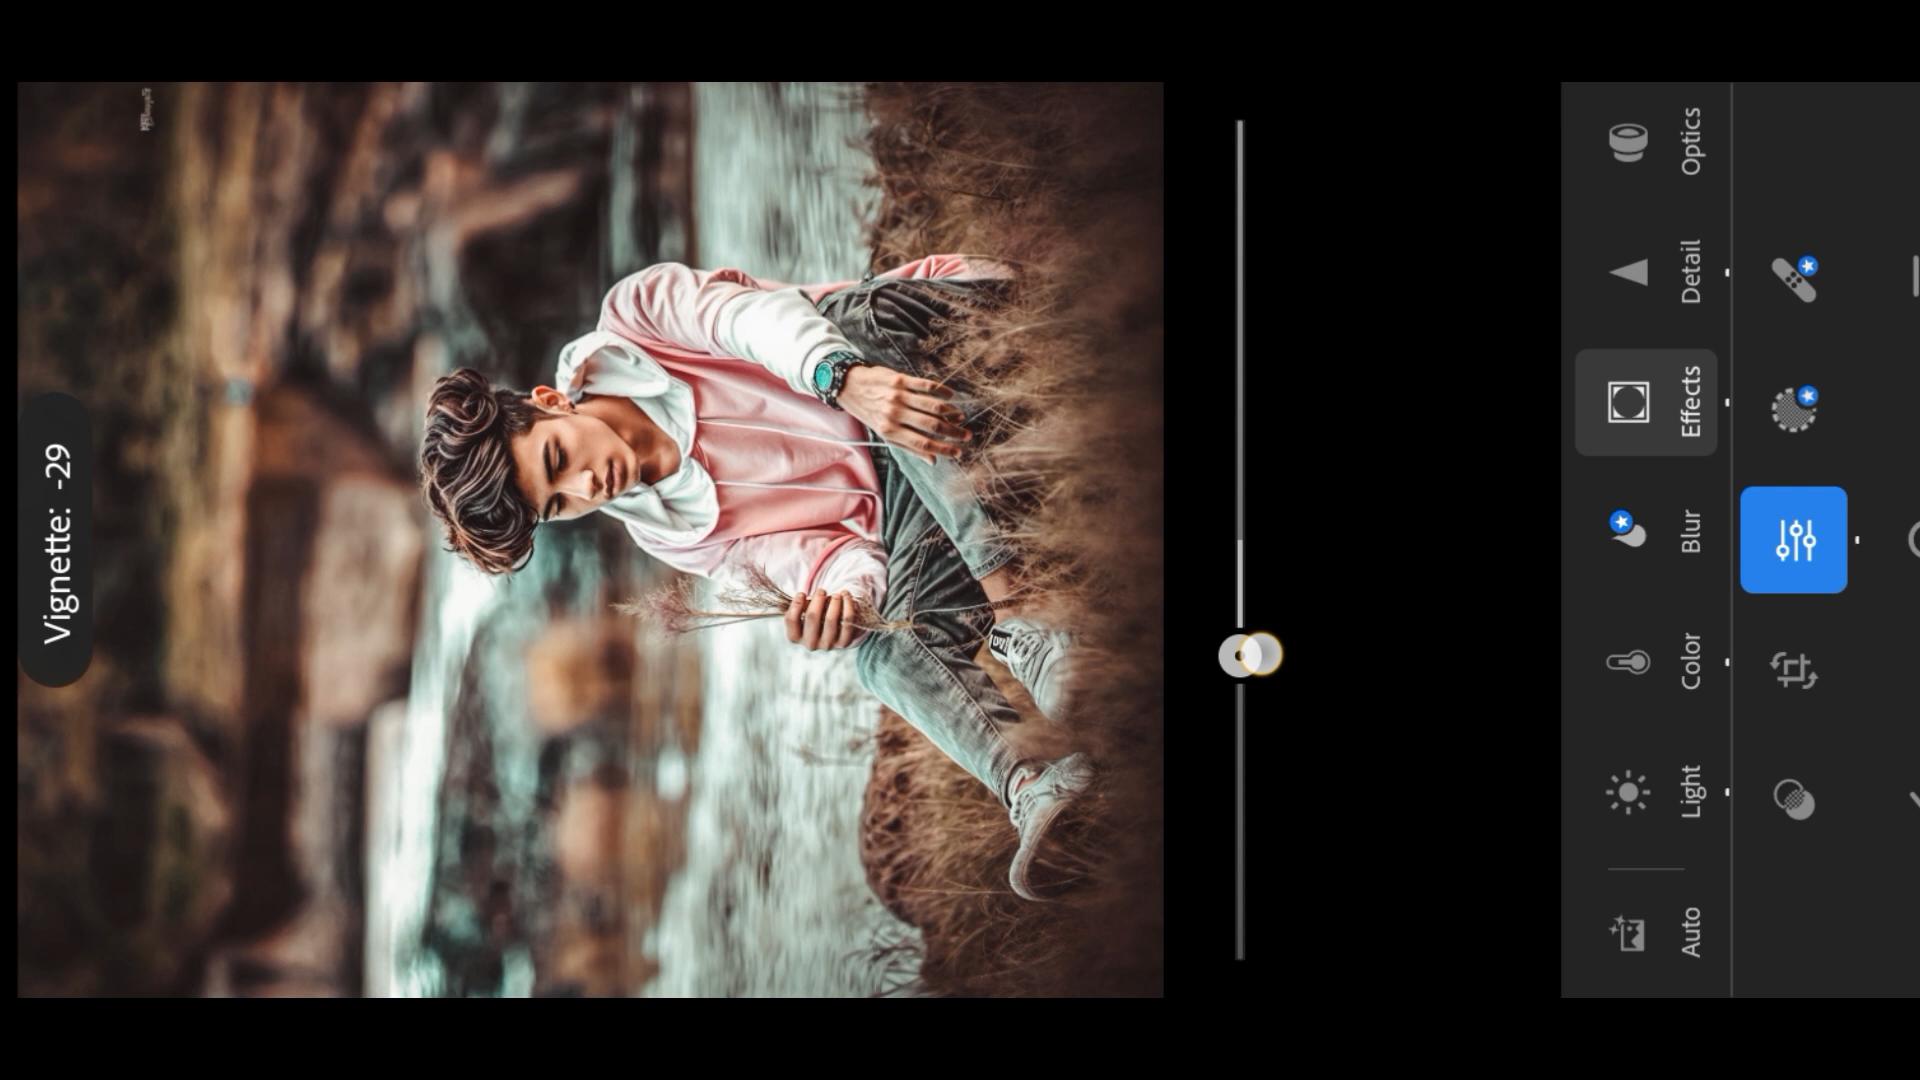 Vignette: -29
Auto
Light
Color
Blur
Effects
Detail
Optics